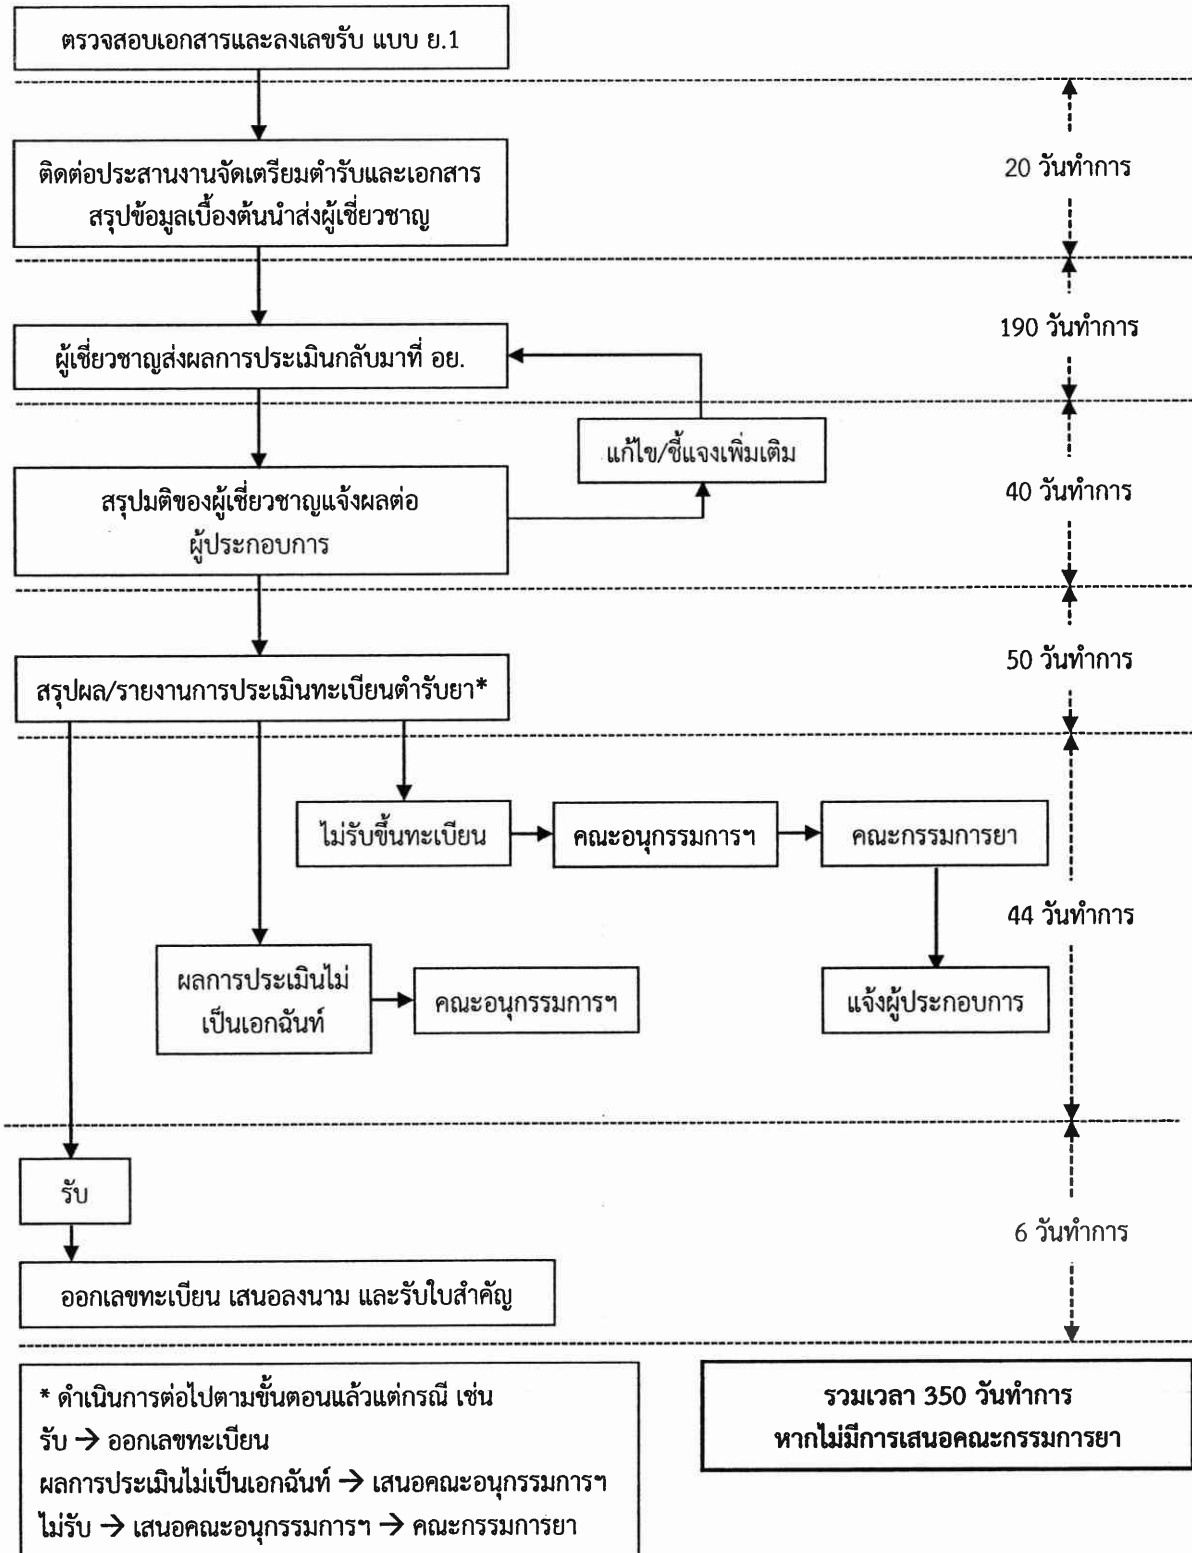 ตรวจสอบเอกสารและลงเลขรับ แบบ ย.1
ติดต่อประสานงานจัดเตรียมตำรับและเอกสาร
สรุปข้อมูลเบื้องต้นนำส่งผู้เชี่ยวชาญ
20 วันทำการ
ผู้เชี่ยวชาญส่งผลการประเมินกลับมาที่ อย.
190 วันทำการ
แก้ไข/ชี้แจงเพิ่มเติม
สรุปมติของผู้เชี่ยวชาญแจ้งผลต่อ
ผู้ประกอบการ
40 วันทำการ
สรุปผล/รายงานการประเมินทะเบียนตำรับยา*
50 วันทำการ
ไม่รับขึ้นทะเบียน
คณะอนุกรรมการฯ
คณะกรรมการยา
44 วันทำการ
ผลการประเมินไม่
เป็นเอกฉันท์
คณะอนุกรรมการฯ
แจ้งผู้ประกอบการ
รับ
6 วันทำการ
ออกเลขทะเบียน เสนอลงนาม และรับใบสำคัญ
* ดำเนินการต่อไปตามขั้นตอนแล้วแต่กรณี เช่น
รับ → ออกเลขทะเบียน
ผลการประเมินไม่เป็นเอกฉันท์ → เสนอคณะอนุกรรมการฯ
ไม่รับ → เสนอคณะอนุกรรมการฯ → คณะกรรมการยา
รวมเวลา 350 วันทำการ
หากไม่มีการเสนอคณะกรรมการยา